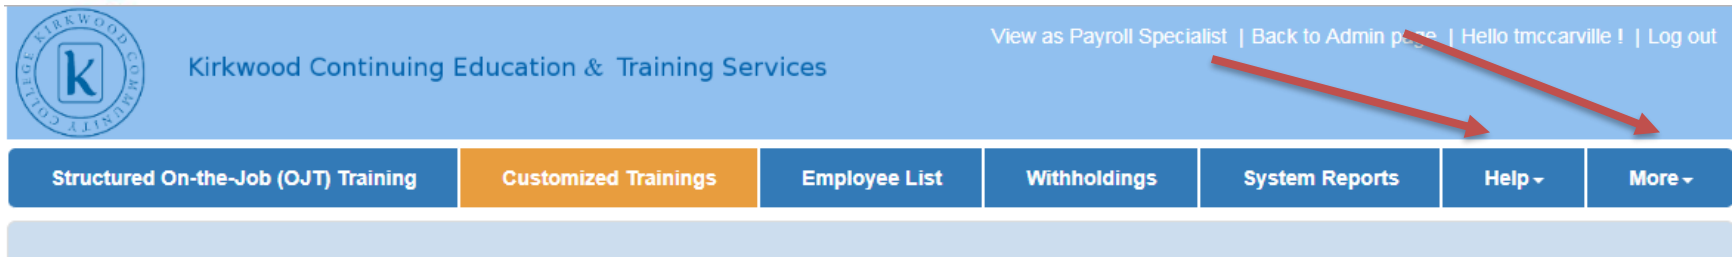 KIRKWOOD COMMUNITY COLLEGE
k
View as Payroll Specialist | Back to Admin page | Hello tmccarville ! | Log out
Kirkwood Continuing Education & Training Services
Structured On-the-Job (OJT) Training
Customized Trainings
Employee List
Withholdings
System Reports
Help
More